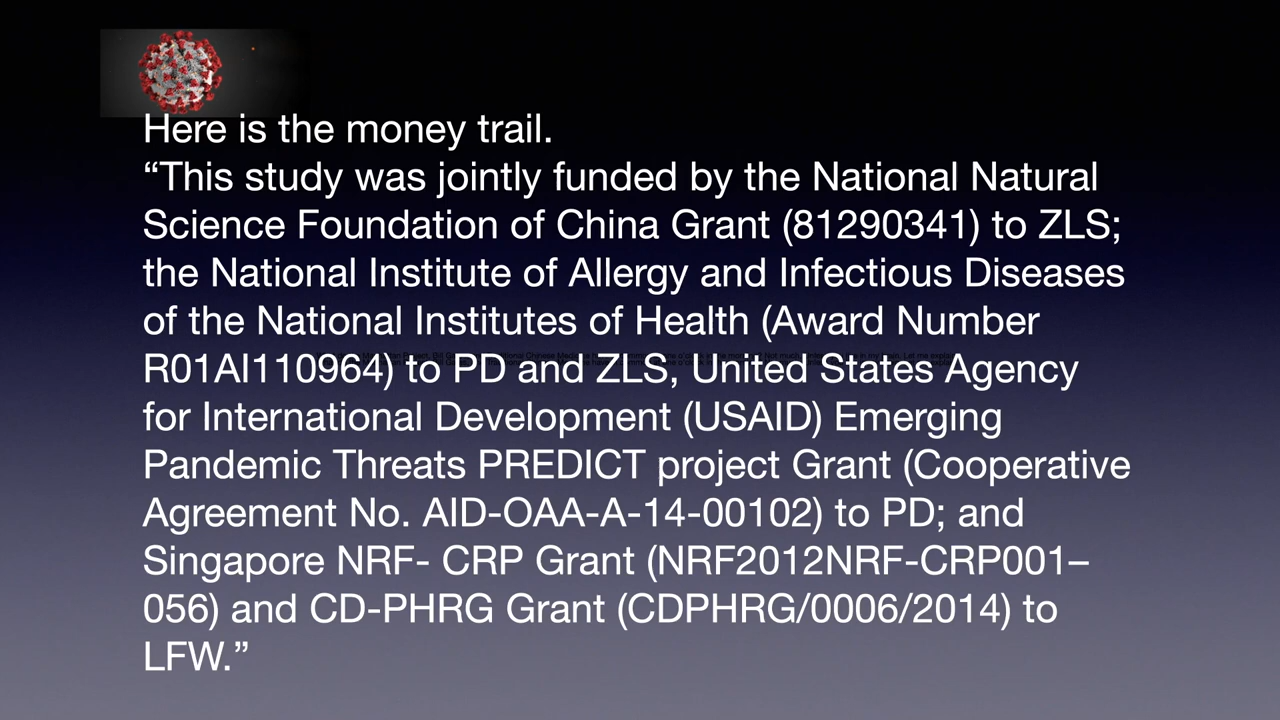 Here is the money trail.
“This study was jointly funded by the National Natural
Science Foundation of China Grant (81290341) to ZLS;
the National Institute of Allergy and Infectious Diseases
of the National Institutes of Health (Award Number
R01AI110964) to PD and ZLS, United States Agency
for International Development (USAID) Emerging
Pandemic Threats PREDICT project Grant (Cooperative
Agreement No. AID-OAA-A-14-00102) to PD; and
Singapore NRF- CRP Grant (NRF2012NRF-CRP001–
056) and CD-PHRG Grant (CDPHRG/0006/2014) to
LFW.”